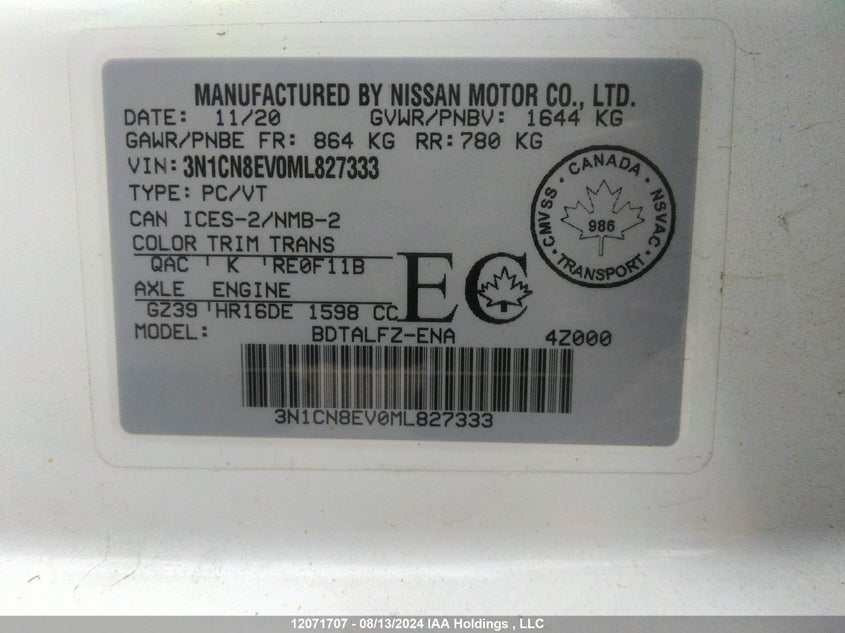 MANUFACTURED BY NISSAN MOTOR CO., LTD.
DATE: 11/20 GVWR/PNBV: 1644 KG
GAWR/PNBE FR: 864 KG RR:780 KG
VIN: 3N1CN8EV0ML827333
TYPE: PC/VT
CAN ICES-2/NMB-2
COLOR TRIM TRANS
QAC ' K 'RE0F11B
AXLE ENGINE
GZ39 'HR16DE 1598 CC
EC
MODEL: BDTALFZ-ENA 4Z000
3N1CN8EV0ML827333
CANADA
CMVSS · NSVAC
986
TRANSPORT
12071707 - 08/13/2024 IAA Holdings , LLC